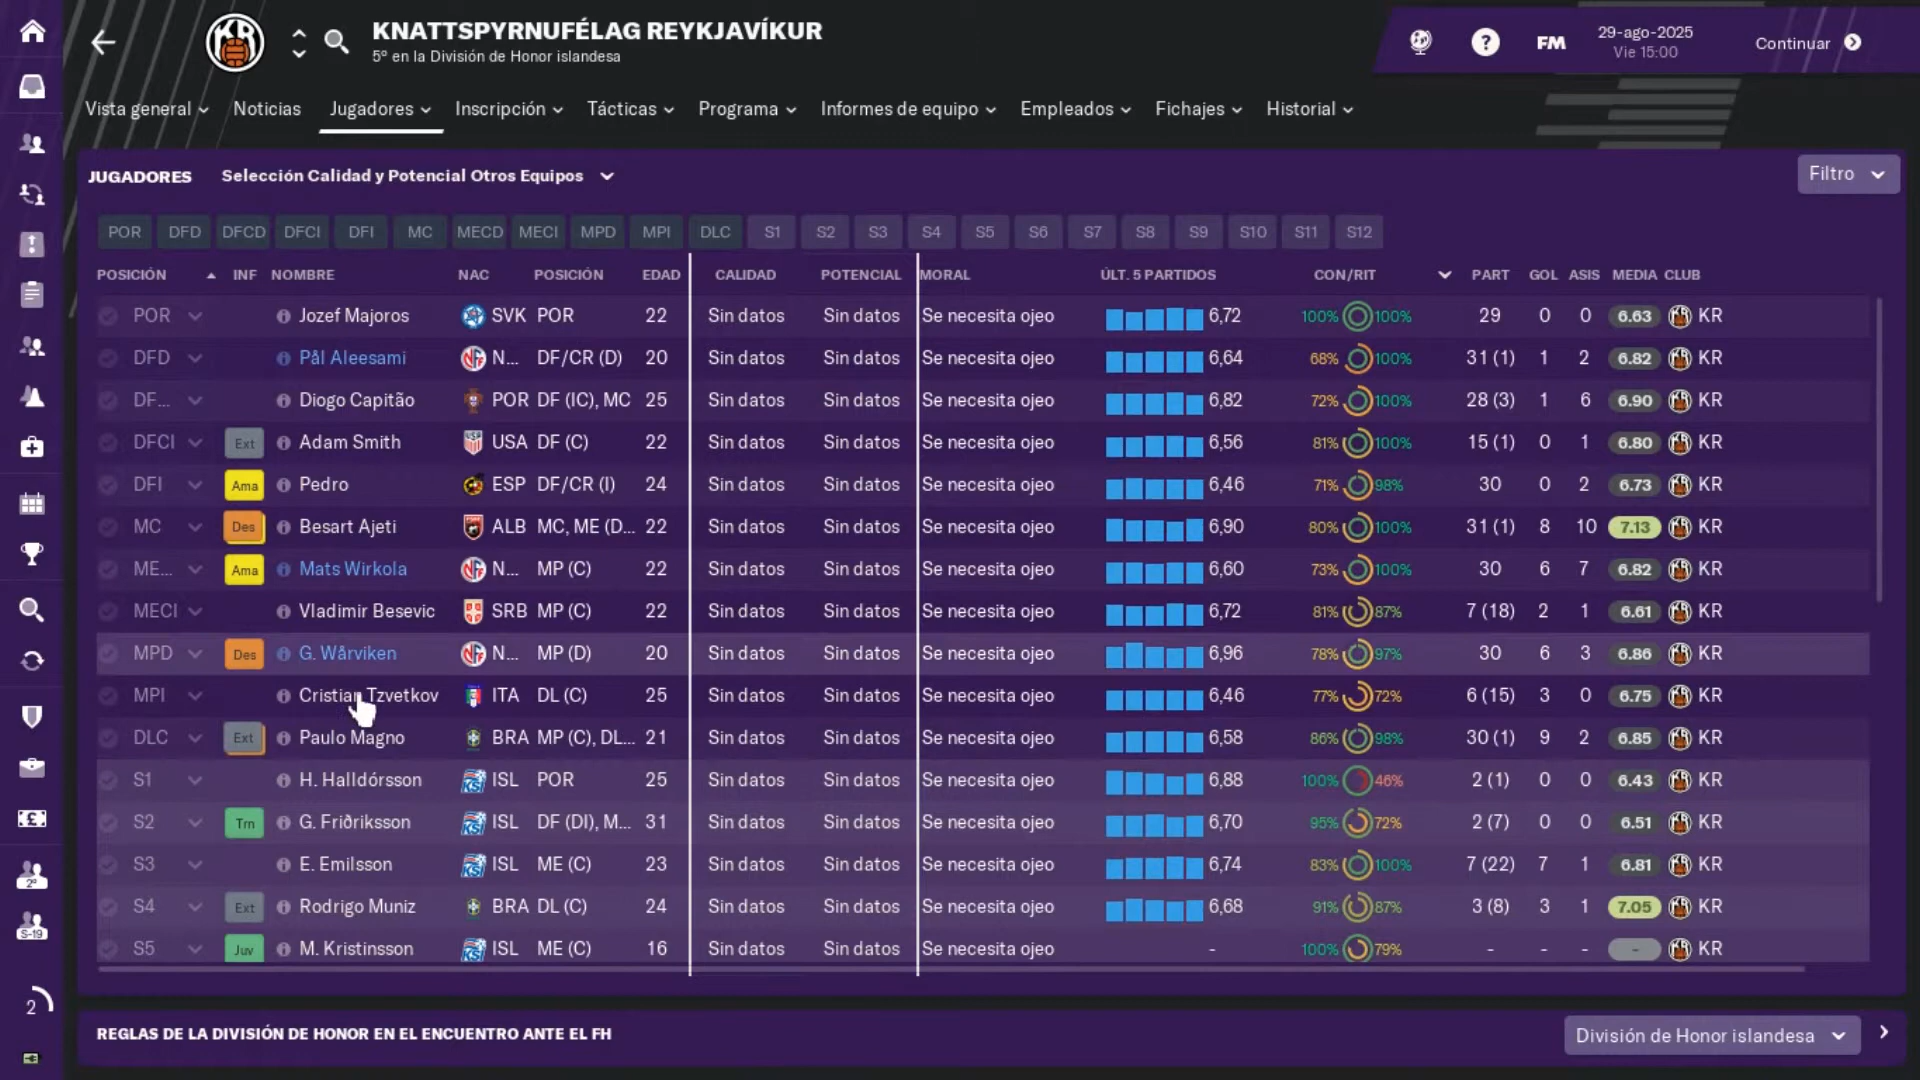 KNATTSPYRNUFÉLAG REYKJAVÍKUR
5º en la División de Honor islandesa
29-ago-2025
Vie 15:00
FM
?
Continuar
Vista general Noticias Jugadores Inscripción Tácticas Programa Informes de equipo Empleados Fichajes Historial
JUGADORES Selección Calidad y Potencial Otros Equipos Filtro
POR DFD DFCD DFCI DFI MC MECD MECI MPD MPI DLC S1 S2 S3 S4 S5 S6 S7 S8 S9 S10 S11 S12
POSICIÓN INF NOMBRE NAC POSICIÓN EDAD CALIDAD POTENCIAL MORAL ÚLT. 5 PARTIDOS CON/RIT PART GOL ASIS MEDIA CLUB
POR Jozef Majoros SVK POR 22 Sin datos Sin datos Se necesita ojeo 6,72 100% 100% 29 0 0 6.63 KR
DFD Pål Aleesami N... DF/CR (D) 20 Sin datos Sin datos Se necesita ojeo 6,64 68% 100% 31 (1) 1 2 6.82 KR
DF... Diogo Capitão POR DF (IC), MC 25 Sin datos Sin datos Se necesita ojeo 6,82 72% 100% 28 (3) 1 6 6.90 KR
DFCI Ext Adam Smith USA DF (C) 22 Sin datos Sin datos Se necesita ojeo 6,56 81% 100% 15 (1) 0 1 6.80 KR
DFI Ama Pedro ESP DF/CR (I) 24 Sin datos Sin datos Se necesita ojeo 6,46 71% 98% 30 0 2 6.73 KR
MC Des Besart Ajeti ALB MC, ME (D... 22 Sin datos Sin datos Se necesita ojeo 6,90 80% 100% 31 (1) 8 10 7.13 KR
ME... Ama Mats Wirkola N... MP (C) 22 Sin datos Sin datos Se necesita ojeo 6,60 73% 100% 30 6 7 6.82 KR
MECI Vladimir Besevic SRB MP (C) 22 Sin datos Sin datos Se necesita ojeo 6,72 81% 87% 7 (18) 2 1 6.61 KR
MPD Des G. Wårviken N... MP (D) 20 Sin datos Sin datos Se necesita ojeo 6,96 78% 97% 30 6 3 6.86 KR
MPI Cristian Tzvetkov ITA DL (C) 25 Sin datos Sin datos Se necesita ojeo 6,46 77% 72% 6 (15) 3 0 6.75 KR
DLC Ext Paulo Magno BRA MP (C), DL... 21 Sin datos Sin datos Se necesita ojeo 6,58 86% 98% 30 (1) 9 2 6.85 KR
S1 H. Halldórsson ISL POR 25 Sin datos Sin datos Se necesita ojeo 6,88 100% 46% 2 (1) 0 0 6.43 KR
S2 Trn G. Friðriksson ISL DF (DI), M... 31 Sin datos Sin datos Se necesita ojeo 6,70 95% 72% 2 (7) 0 0 6.51 KR
S3 E. Emilsson ISL ME (C) 23 Sin datos Sin datos Se necesita ojeo 6,74 83% 100% 7 (22) 7 1 6.81 KR
S4 Ext Rodrigo Muniz BRA DL (C) 24 Sin datos Sin datos Se necesita ojeo 6,68 91% 87% 3 (8) 3 1 7.05 KR
S5 Juv M. Kristinsson ISL ME (C) 16 Sin datos Sin datos Se necesita ojeo - 100% 79% - - - - KR
2º
S-19
2
REGLAS DE LA DIVISIÓN DE HONOR EN EL ENCUENTRO ANTE EL FH División de Honor islandesa